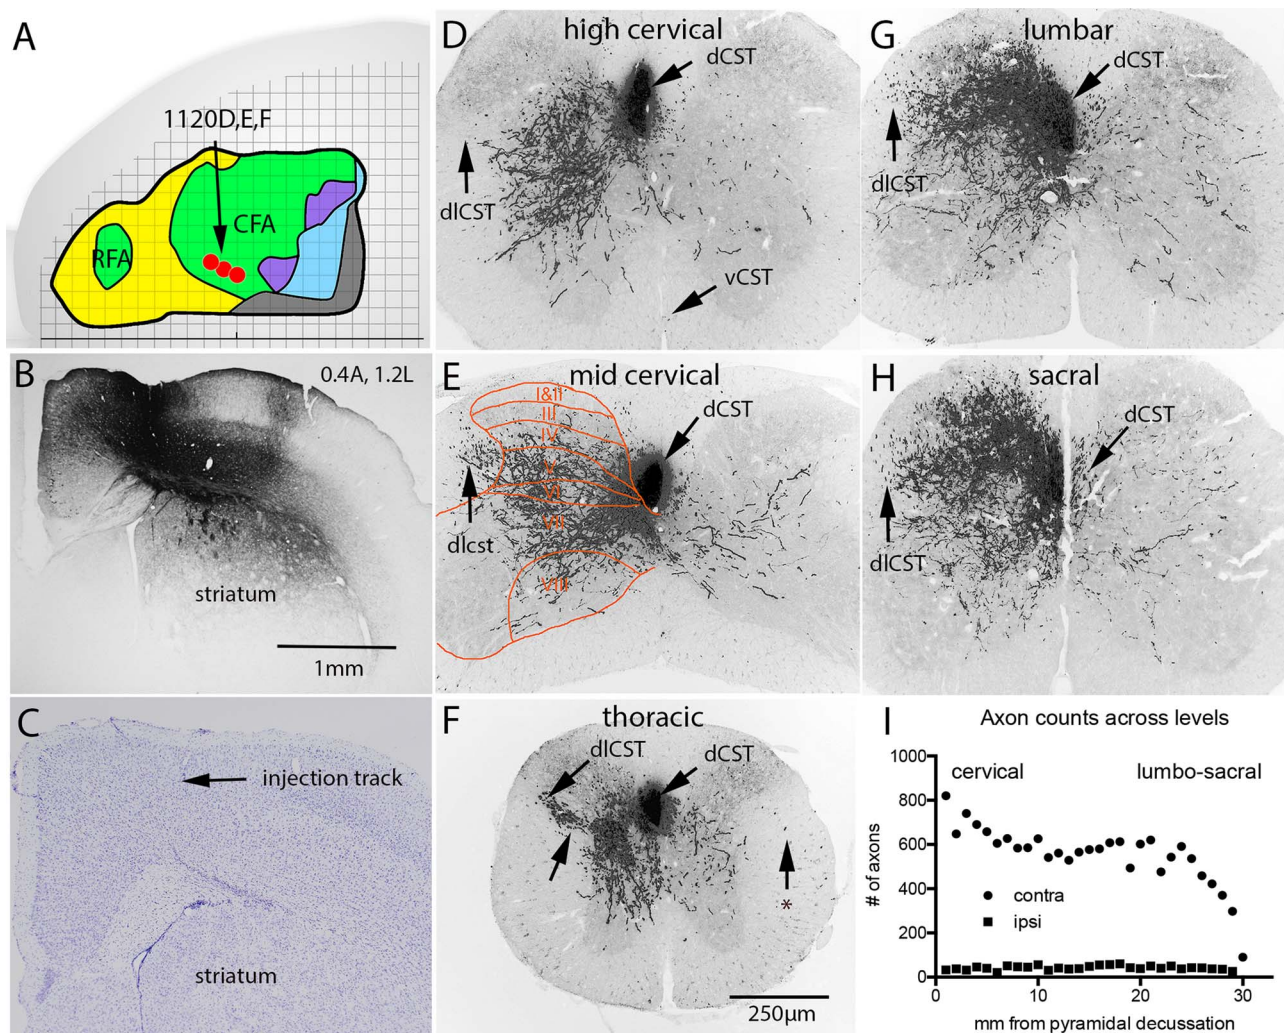 A
1120D,E,F
CFA
RFA
B
0.4A, 1.2L
striatum
1mm
C
injection track
striatum
D
high cervical
dCST
dlCST
vCST
E
mid cervical
I&II
III
IV
V
VI
VII
VIII
dCST
dlcst
F
thoracic
dlCST
dCST
*
250µm
G
lumbar
dCST
dlCST
H
sacral
dCST
dlCST
I
Axon counts across levels
1000
800
600
400
200
0
# of axons
cervical
lumbo-sacral
contra
ipsi
0
10
20
30
mm from pyramidal decussation